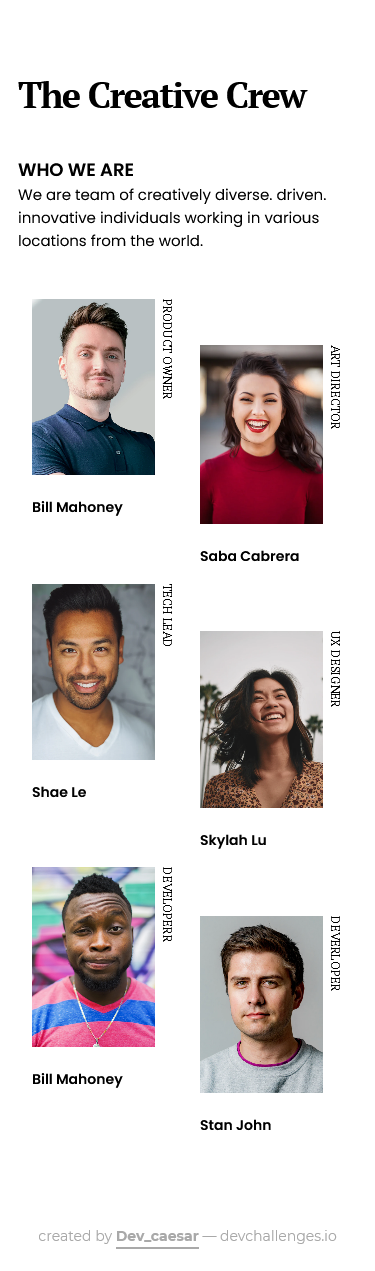 The Creative Crew
WHO WE ARE
We are team of creatively diverse. driven.
innovative individuals working in various
locations from the world.
PRODUCT OWNER
Bill Mahoney
ART DIRECTOR
Saba Cabrera
TECH LEAD
Shae Le
UX DESIGNER
Skylah Lu
DEVELOPERR
Bill Mahoney
DEVERLOPER
Stan John
created by Dev_caesar — devchallenges.io